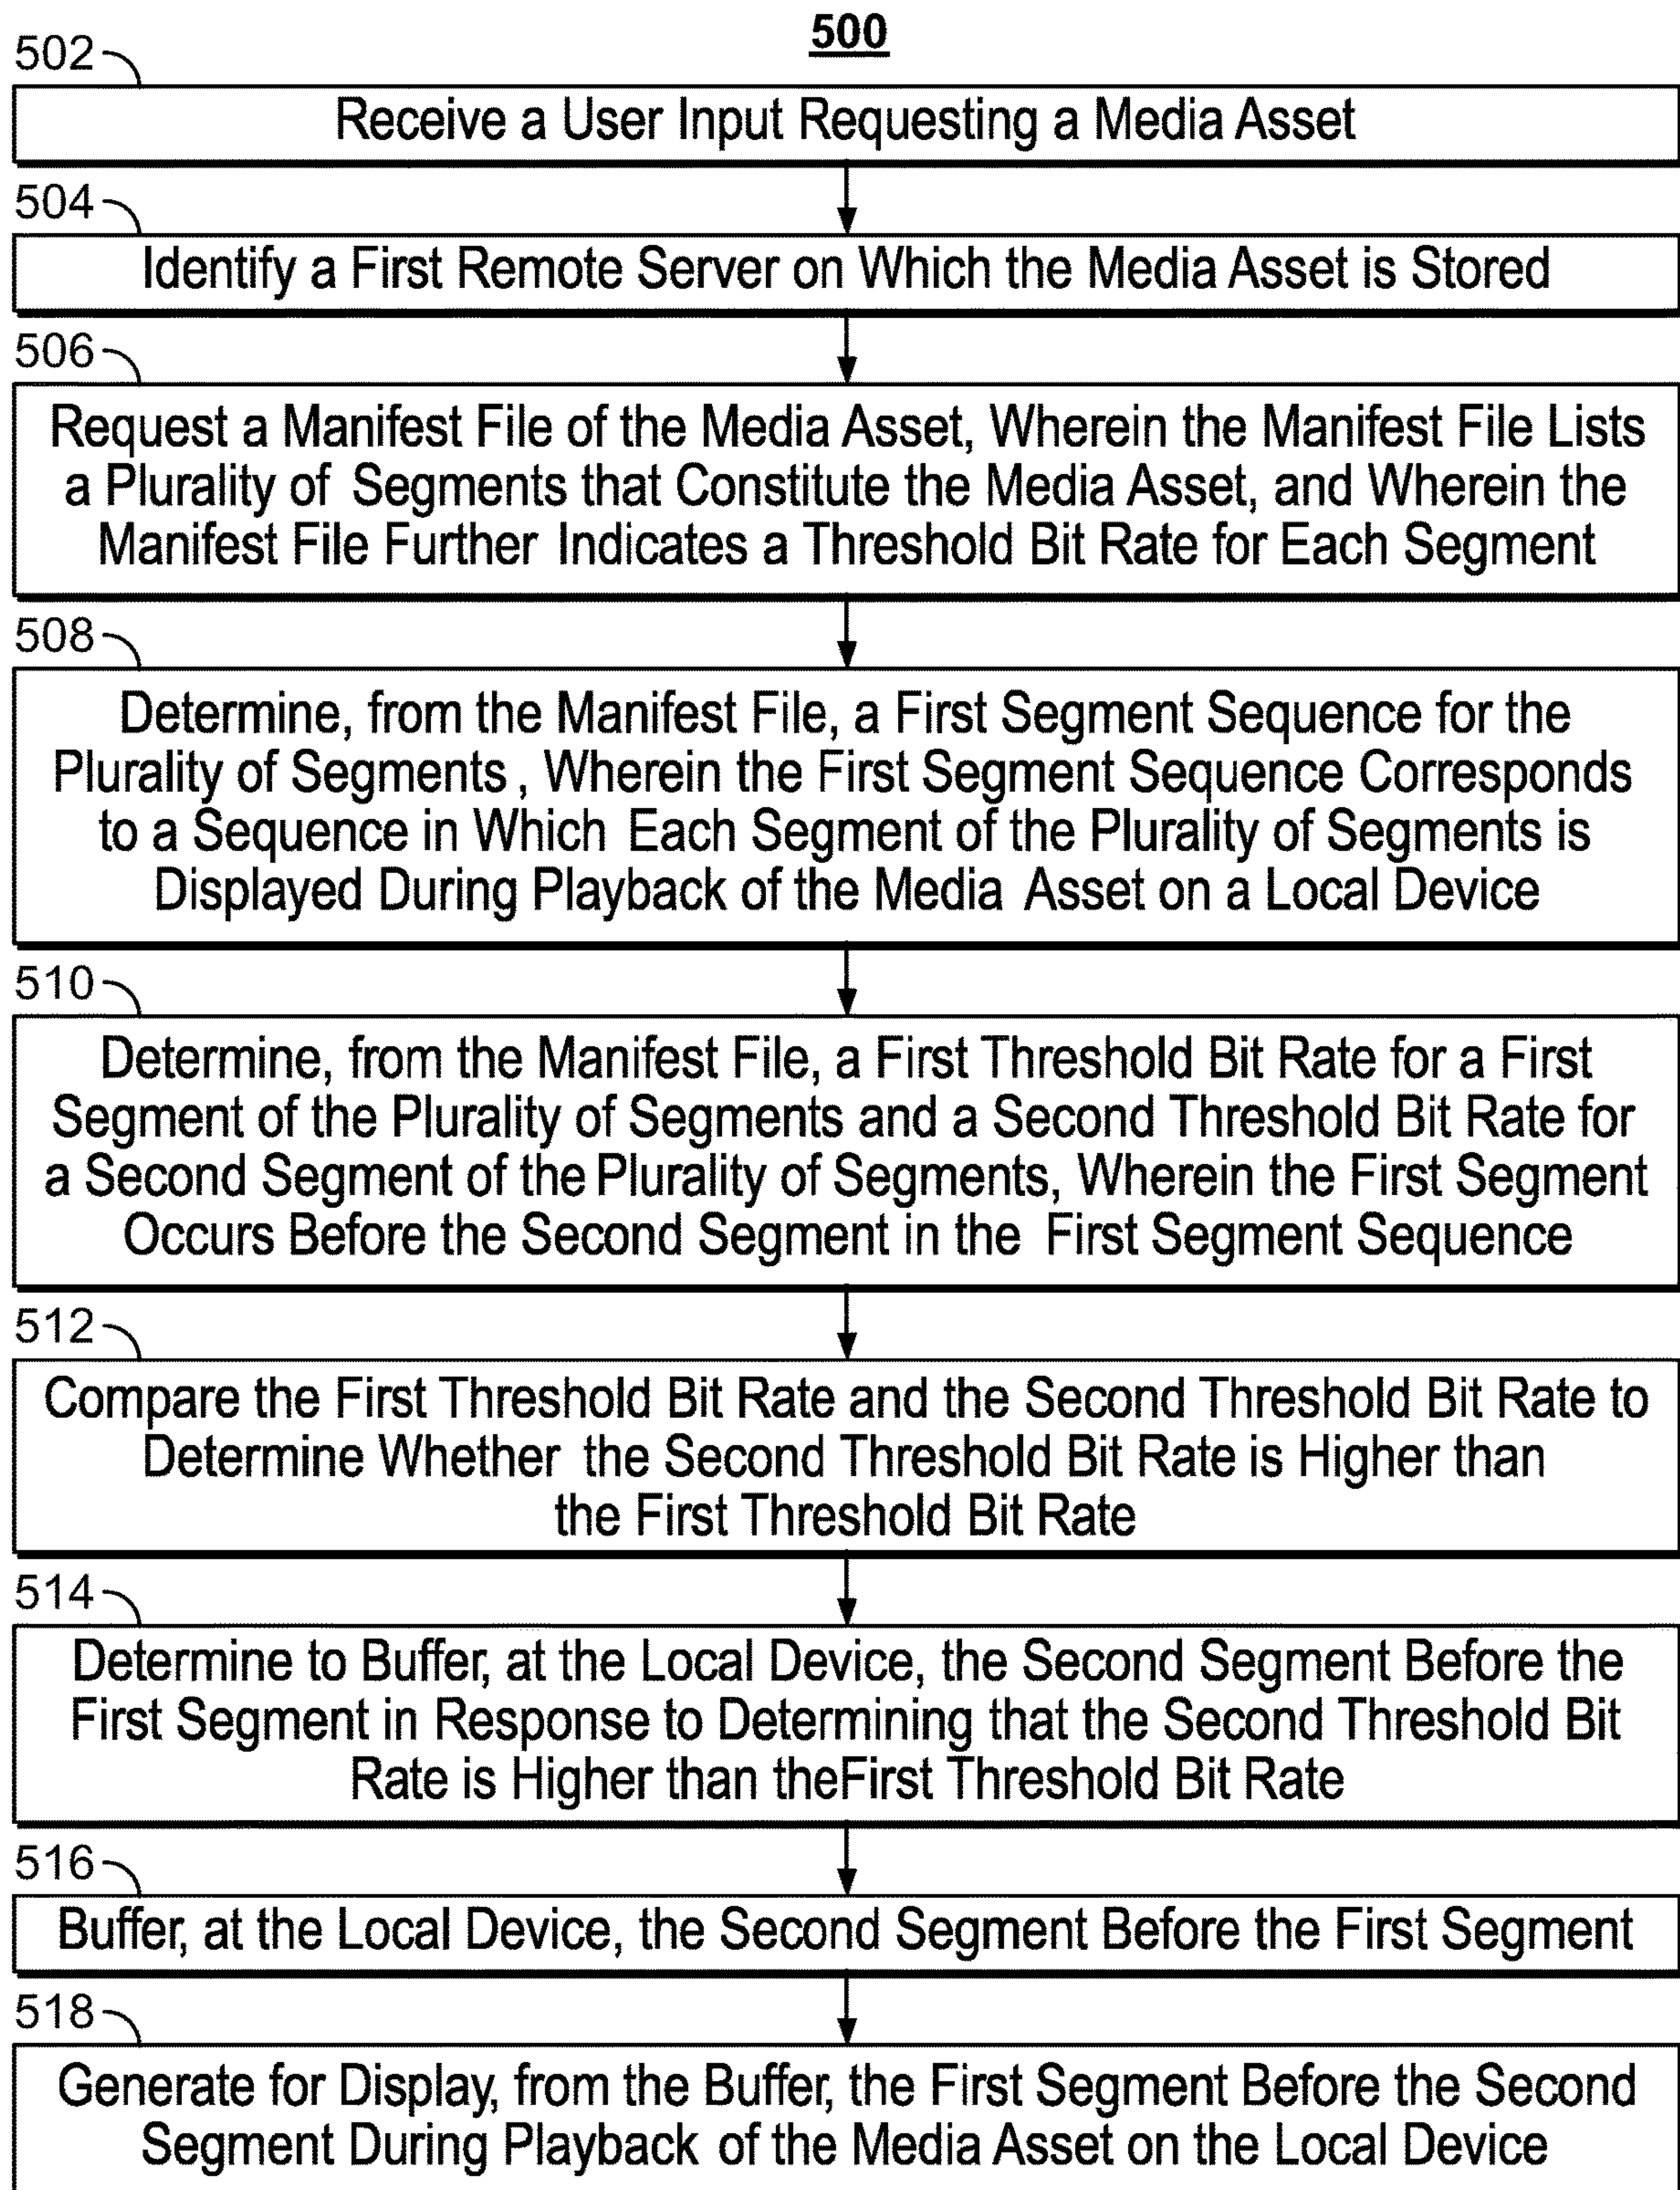 500
502
Receive a User Input Requesting a Media Asset
504
Identify a First Remote Server on Which the Media Asset is Stored
506
Request a Manifest File of the Media Asset, Wherein the Manifest File Lists
a Plurality of Segments that Constitute the Media Asset, and Wherein the
Manifest File Further Indicates a Threshold Bit Rate for Each Segment
508
Determine, from the Manifest File, a First Segment Sequence for the
Plurality of Segments , Wherein the First Segment Sequence Corresponds
to a Sequence in Which Each Segment of the Plurality of Segments is
Displayed During Playback of the Media Asset on a Local Device
510
Determine, from the Manifest File, a First Threshold Bit Rate for a First
Segment of the Plurality of Segments and a Second Threshold Bit Rate for
a Second Segment of the Plurality of Segments, Wherein the First Segment
Occurs Before the Second Segment in the First Segment Sequence
512
Compare the First Threshold Bit Rate and the Second Threshold Bit Rate to
Determine Whether the Second Threshold Bit Rate is Higher than
the First Threshold Bit Rate
514
Determine to Buffer, at the Local Device, the Second Segment Before the
First Segment in Response to Determining that the Second Threshold Bit
Rate is Higher than theFirst Threshold Bit Rate
516
Buffer, at the Local Device, the Second Segment Before the First Segment
518
Generate for Display, from the Buffer, the First Segment Before the Second
Segment During Playback of the Media Asset on the Local Device